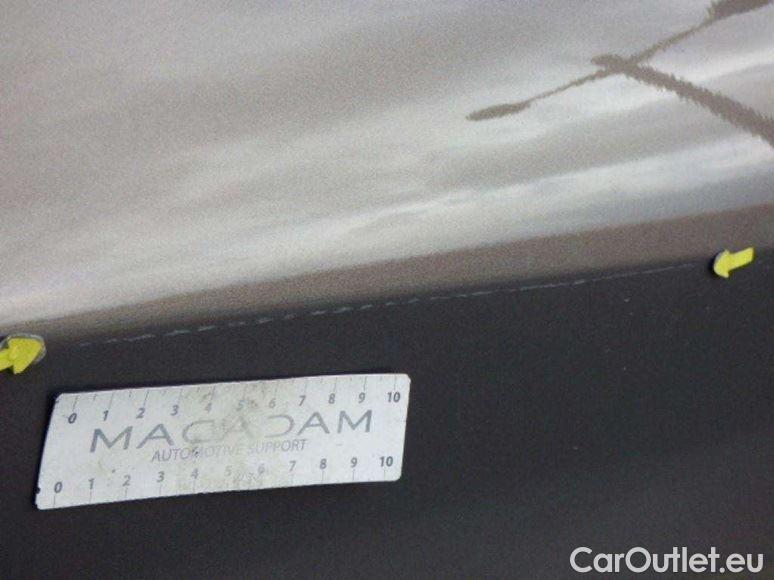 0 1 2 3 4 5 6 7 8 9 10
MACADAM
AUTOMOTIVE SUPPORT
0 1 2 3 4 5 6 7 8 9 10
CarOutlet.eu